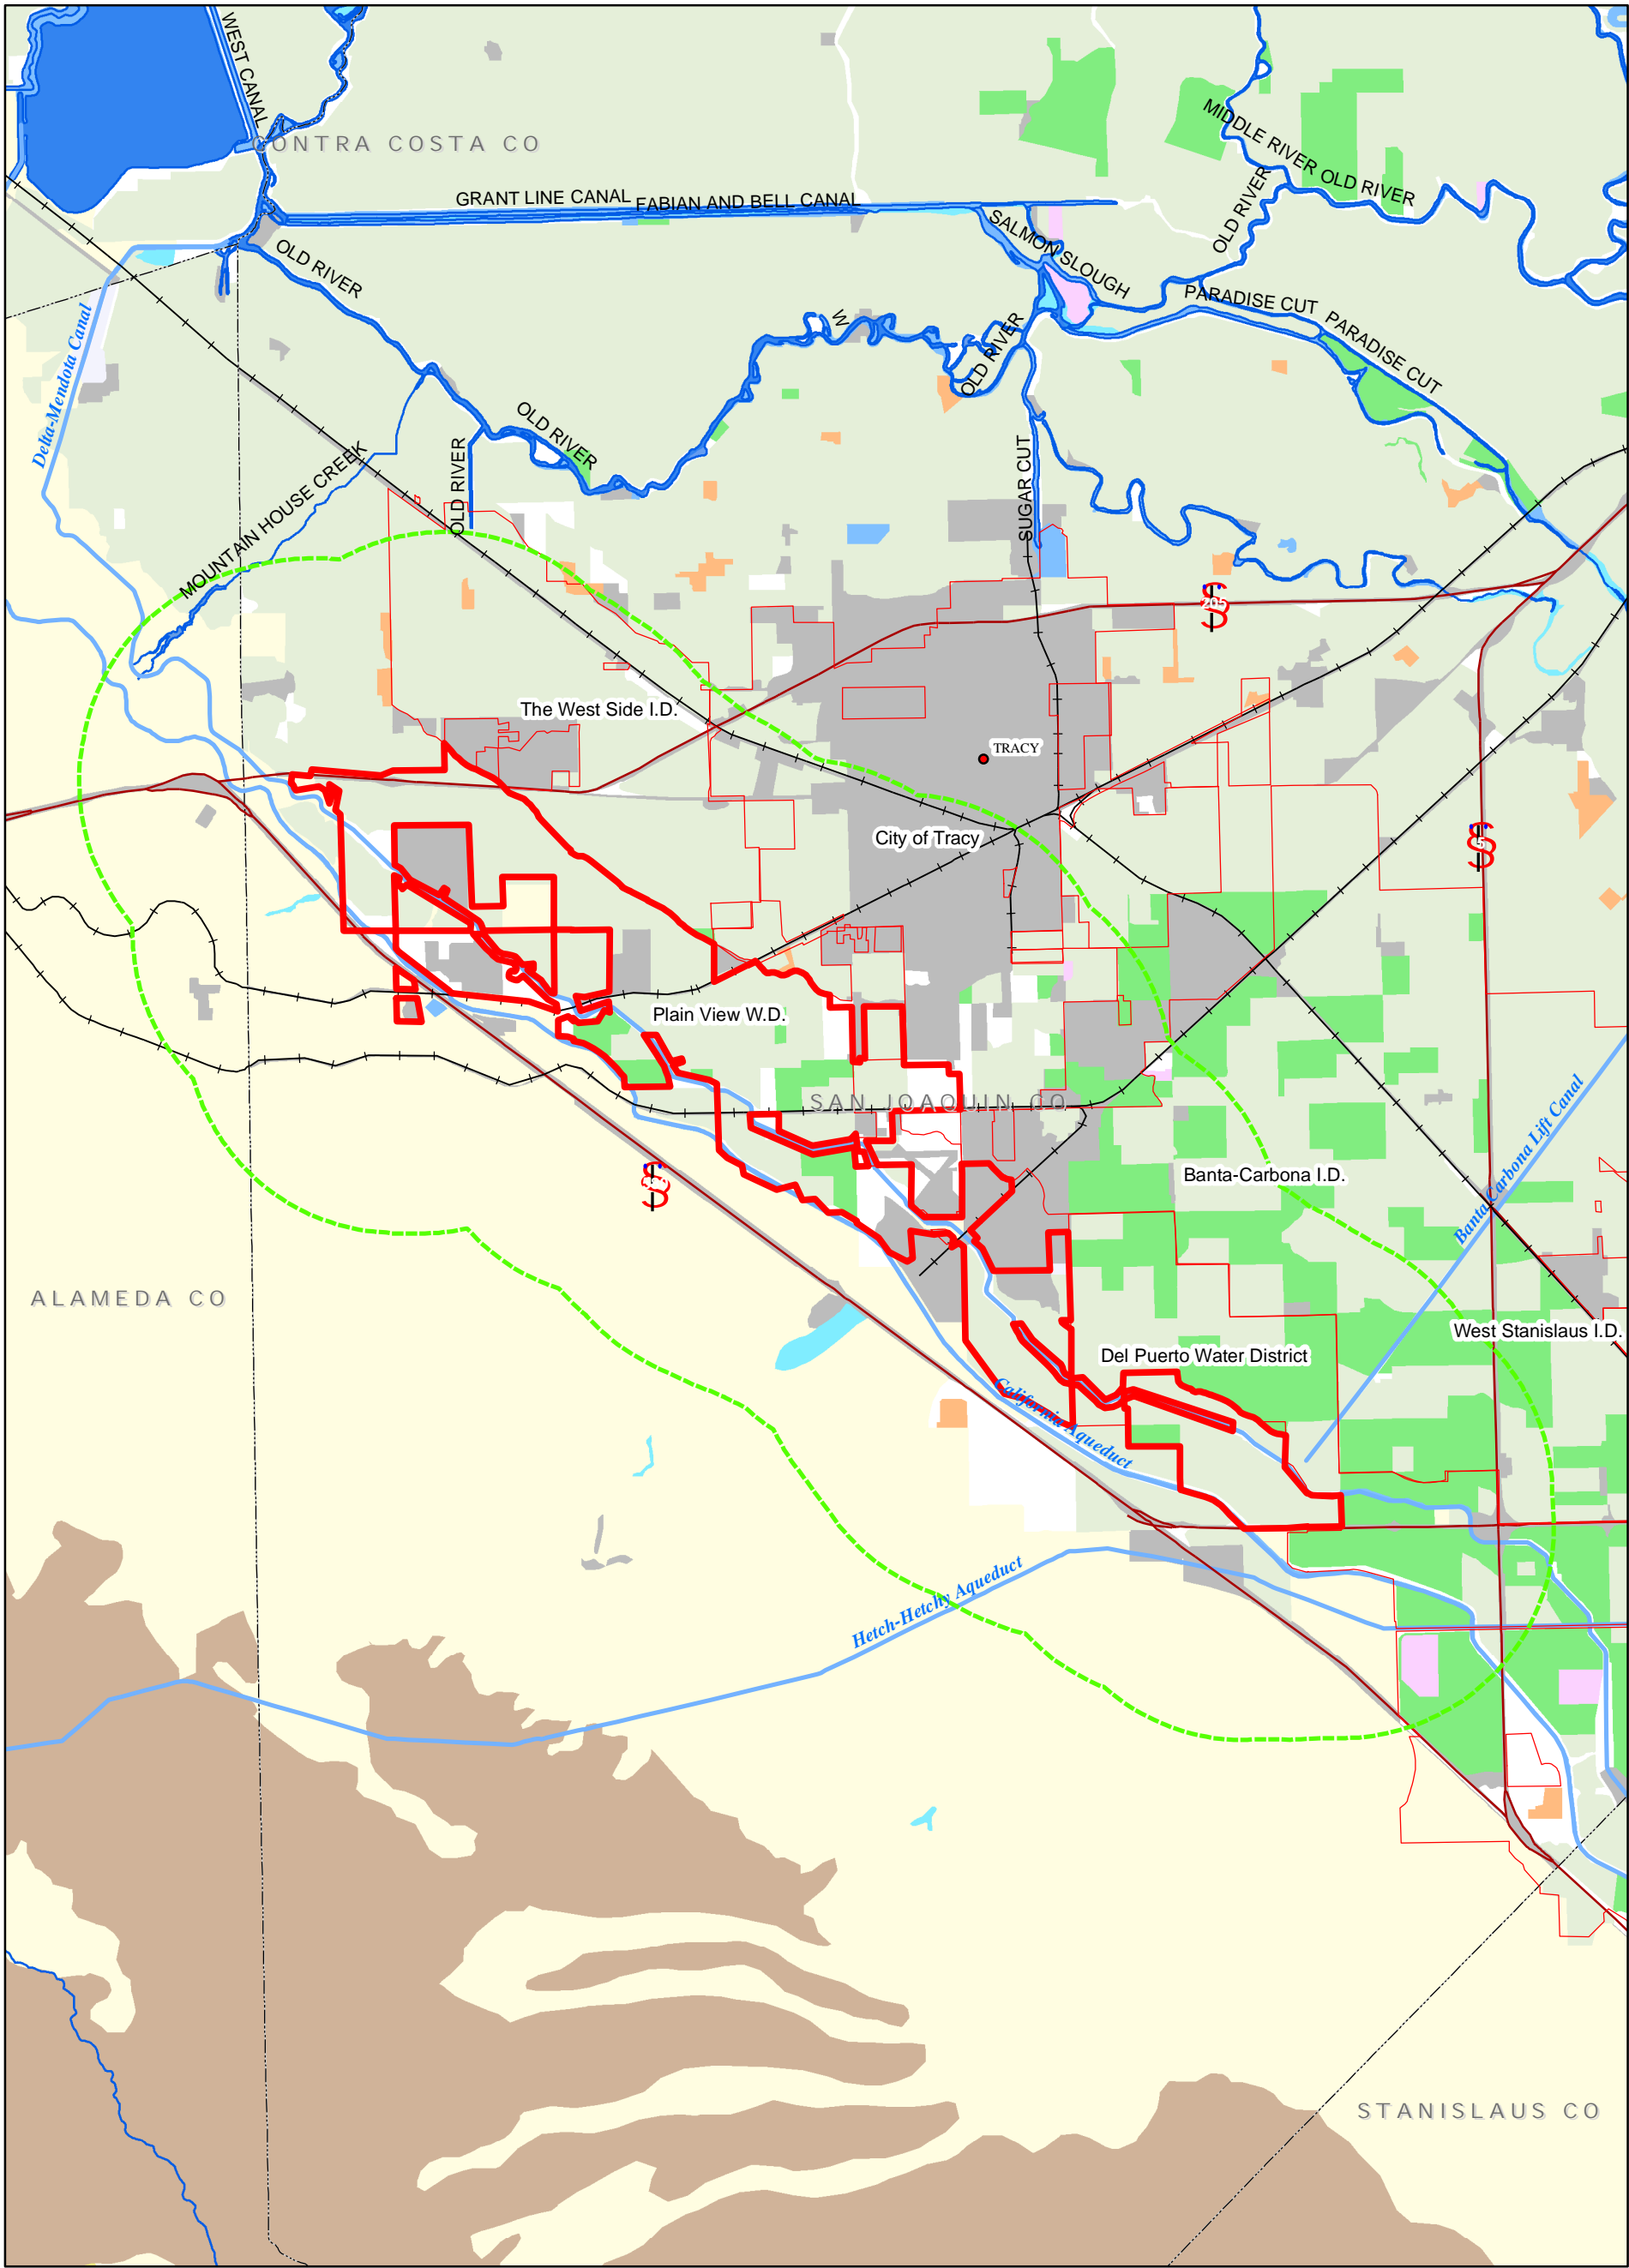 WEST CANAL
CONTRA COSTA CO
MIDDLE RIVER
OLD RIVER
GRANT LINE CANAL
FABIAN AND BELL CANAL
OLD RIVER
SALMON SLOUGH
OLD RIVER
PARADISE CUT
PARADISE CUT
Delta-Mendota Canal
W
OLD RIVER
OLD RIVER
OLD RIVER
SUGAR CUT
MOUNTAIN HOUSE CREEK
205
The West Side I.D.
TRACY
City of Tracy
Plain View W.D.
SAN JOAQUIN CO
Banta-Carbona I.D.
Banta Carbona Lift Canal
ALAMEDA CO
West Stanislaus I.D.
Del Puerto Water District
California Aqueduct
Hetch-Hetchy Aqueduct
STANISLAUS CO